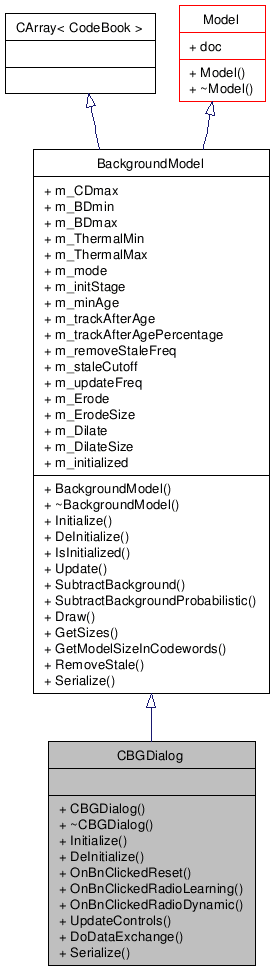 CArray< CodeBook >
Model
+ doc
+ Model()
+ ~Model()
BackgroundModel
+ m_CDmax
+ m_BDmin
+ m_BDmax
+ m_ThermalMin
+ m_ThermalMax
+ m_mode
+ m_initStage
+ m_minAge
+ m_trackAfterAge
+ m_trackAfterAgePercentage
+ m_removeStaleFreq
+ m_staleCutoff
+ m_updateFreq
+ m_Erode
+ m_ErodeSize
+ m_Dilate
+ m_DilateSize
+ m_initialized
+ BackgroundModel()
+ ~BackgroundModel()
+ Initialize()
+ DeInitialize()
+ IsInitialized()
+ Update()
+ SubtractBackground()
+ SubtractBackgroundProbabilistic()
+ Draw()
+ GetSizes()
+ GetModelSizeInCodewords()
+ RemoveStale()
+ Serialize()
CBGDialog
+ CBGDialog()
+ ~CBGDialog()
+ Initialize()
+ DeInitialize()
+ OnBnClickedReset()
+ OnBnClickedRadioLearning()
+ OnBnClickedRadioDynamic()
+ UpdateControls()
+ DoDataExchange()
+ Serialize()